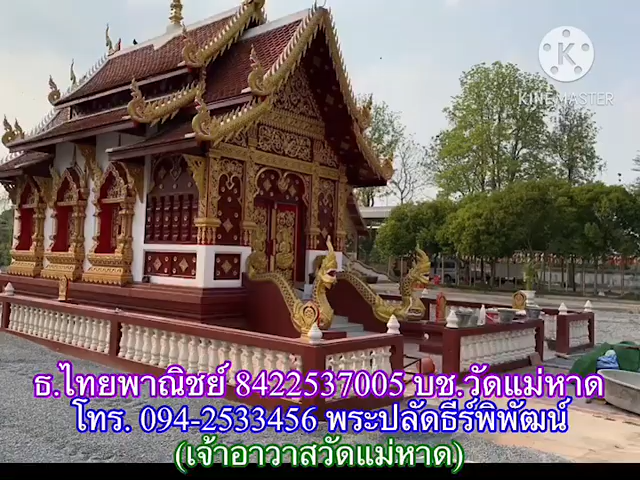 KINEMASTER
ธ.ไทยพาณิชย์ 8422537005 บช.วัดแม่หาด
โทร. 094-2533456 พระปลัดธีร์พิพัฒน์
(เจ้าอาวาสวัดแม่หาด)